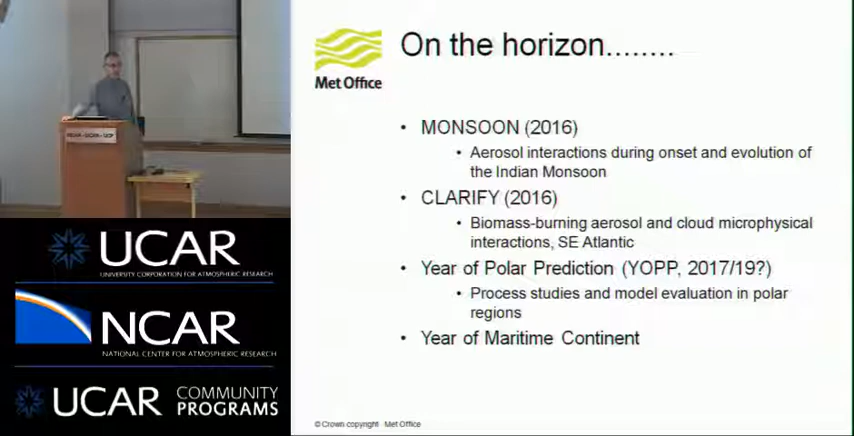 Met Office
On the horizon........
• MONSOON (2016)
• Aerosol interactions during onset and evolution of
the Indian Monsoon
• CLARIFY (2016)
• Biomass-burning aerosol and cloud microphysical
interactions, SE Atlantic
• Year of Polar Prediction (YOPP, 2017/19?)
• Process studies and model evaluation in polar
regions
• Year of Maritime Continent
© Crown copyright Met Office
UCAR
UNIVERSITY CORPORATION FOR ATMOSPHERIC RESEARCH
NCAR
NATIONAL CENTER FOR ATMOSPHERIC RESEARCH
UCAR COMMUNITY
PROGRAMS